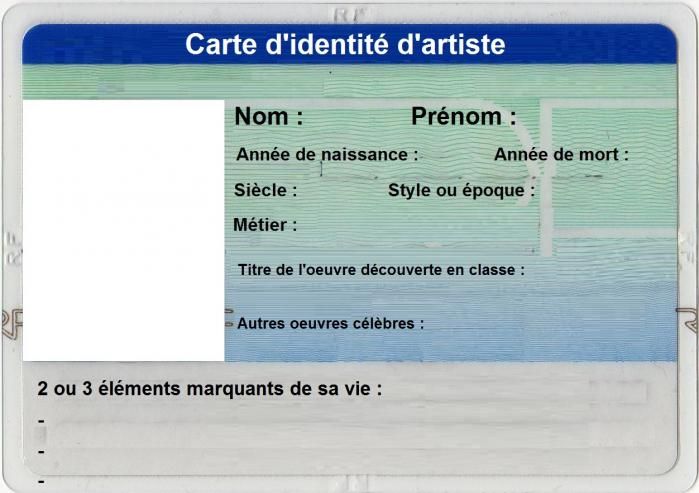 RF
Carte d'identité d'artiste
Nom : Prénom :
Année de naissance : Année de mort :
Siècle : Style ou époque :
Métier :
RF
Titre de l'oeuvre découverte en classe :
Autres oeuvres célèbres :
2 ou 3 éléments marquants de sa vie :
-
-
-